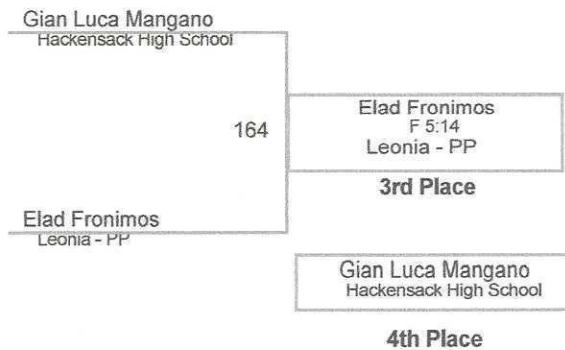 Gian Luca Mangano
Hackensack High School
164
Elad Fronimos
F 5:14
Leonia - PP
3rd Place
Elad Fronimos
Leonia - PP
Gian Luca Mangano
Hackensack High School
4th Place